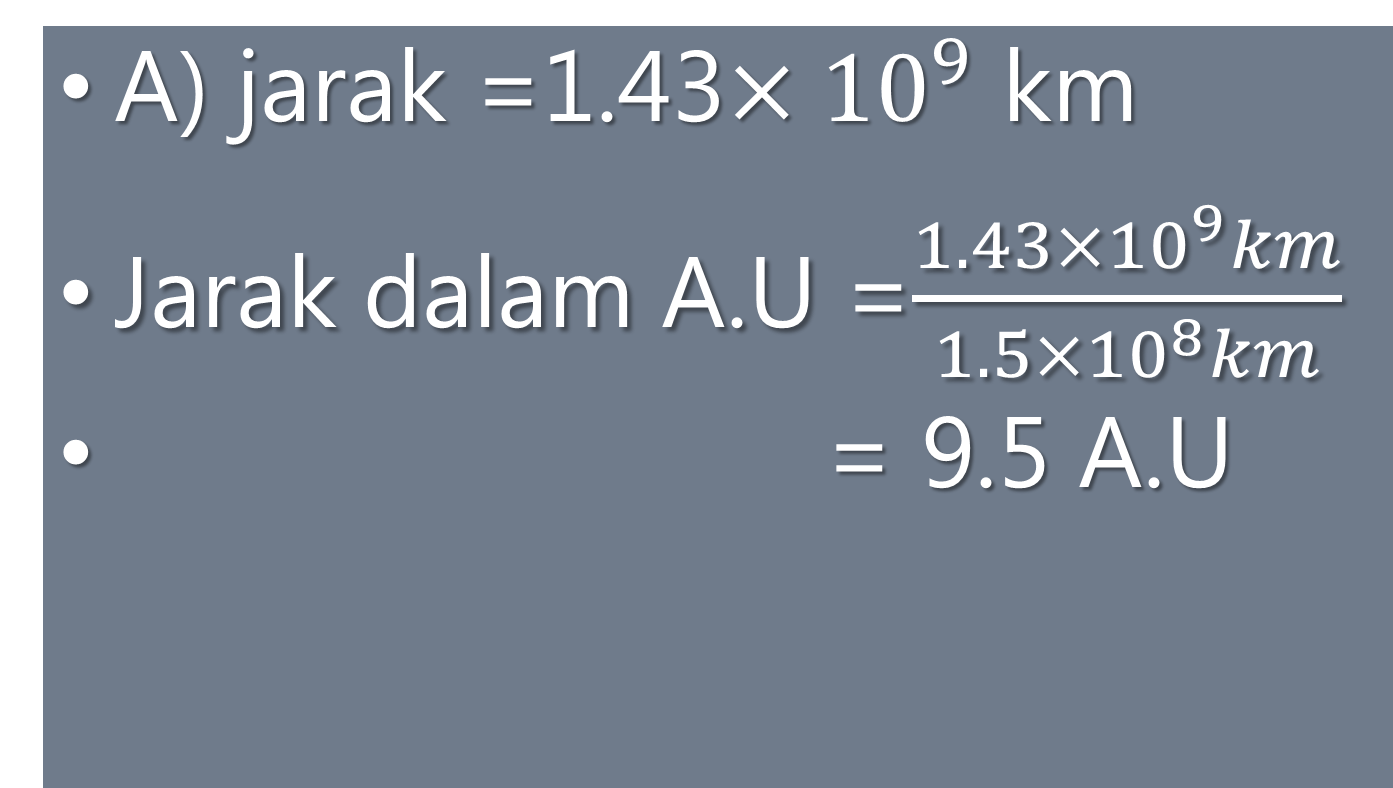 • A) jarak =1.43× 10⁹ km
• Jarak dalam A.U =
1.43×10⁹km
1.5×10⁸km
• = 9.5 A.U